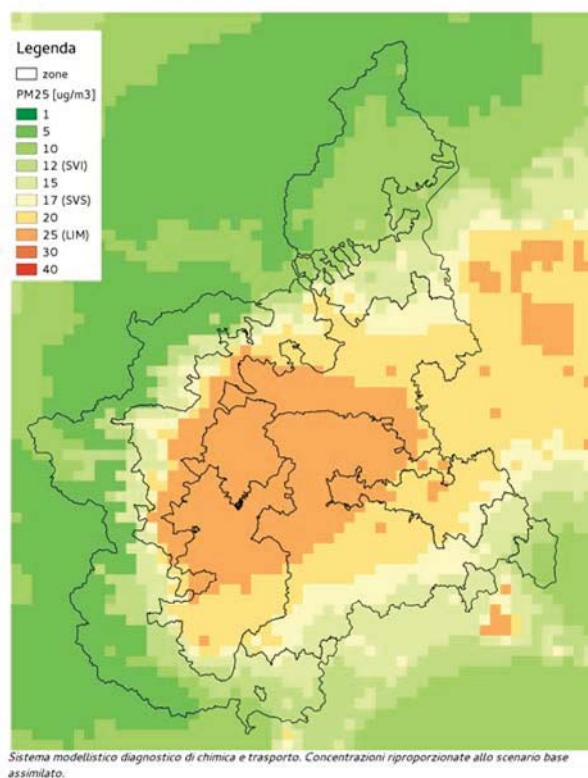 Legenda
zone
PM25 [ug/m3]
1
5
10
12 (SVI)
15
17 (SVS)
20
25 (LIM)
30
40
Sistema modellistico diagnostico di chimica e trasporto. Concentrazioni riproporzionate allo scenario base
assimilato.